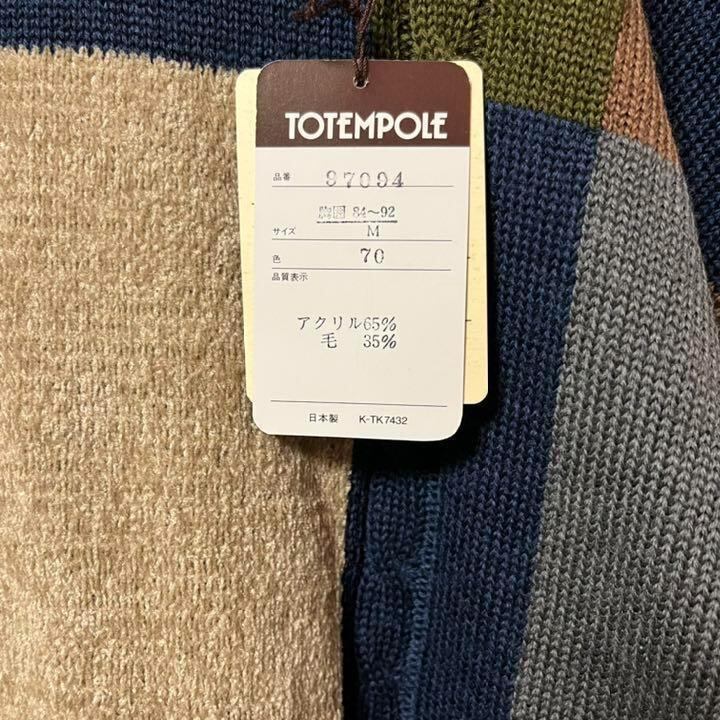 TOTEMPOLE
品番 97094
胸囲 84～92
サイズ M
色 70
品質表示
アクリル65%
毛 35%
日本製 K-TK7432